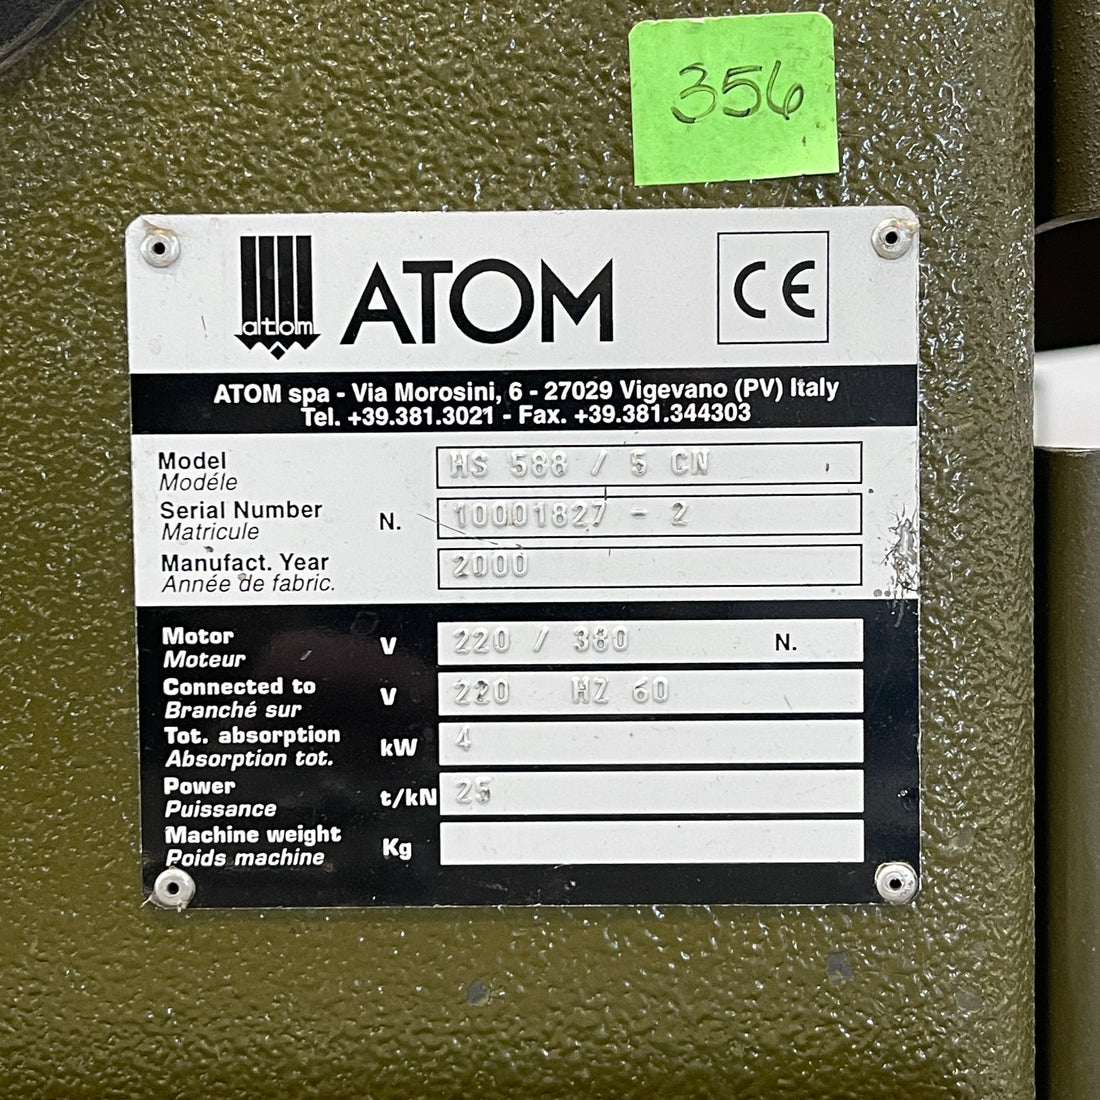 356
atom ATOM CE
ATOM spa - Via Morosini, 6 - 27029 Vigevano (PV) Italy
Tel. +39.381.3021 - Fax. +39.381.344303
Model HS 588 / 5 CN
Modéle
Serial Number N. 10001827 - 2
Matricule
Manufact. Year 2000
Année de fabric.
Motor V 220 / 380 N.
Moteur
Connected to V 220 HZ 60
Branché sur
Tot. absorption kW 4
Absorption tot.
Power t/kN 25
Puissance
Machine weight Kg
Poids machine